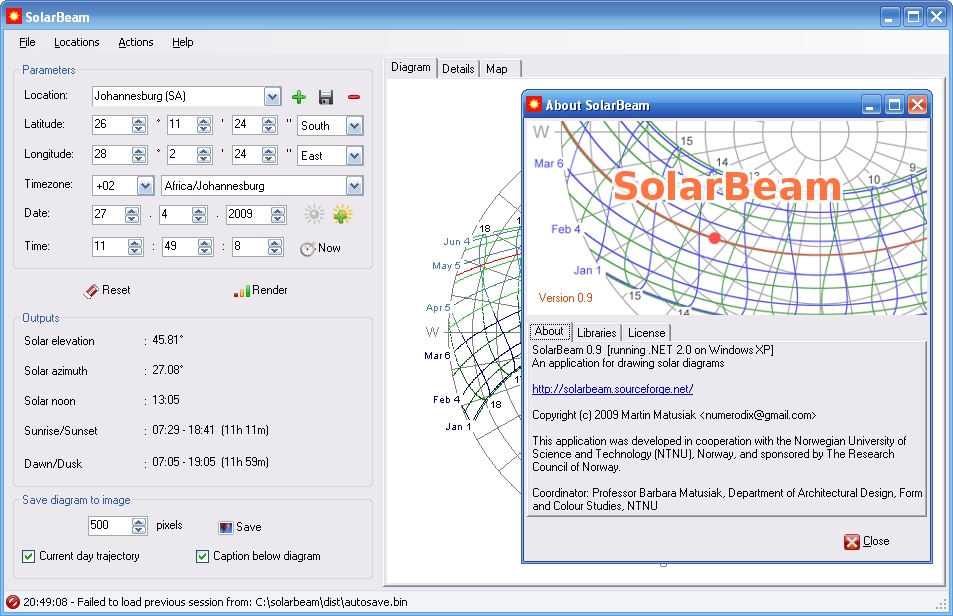 SolarBeam
File Locations Actions Help
Parameters
Location: Johannesburg (SA)
Latitude: 26 ° 11 ' 24 " South
Longitude: 28 ° 2 ' 24 " East
Timezone: +02 Africa/Johannesburg
Date: 27 . 4 . 2009
Time: 11 : 49 : 8 Now
Reset Render
Outputs
Solar elevation : 45.81°
Solar azimuth : 27.08°
Solar noon : 13:05
Sunrise/Sunset : 07:29 - 18:41 (11h 11m)
Dawn/Dusk : 07:05 - 19:05 (11h 59m)
Save diagram to image
500 pixels Save
Current day trajectory Caption below diagram
20:49:08 - Failed to load previous session from: C:\solarbeam\dist\autosave.bin
Diagram Details Map
18
Jun 4
May 5
Apr 5
W
Mar 6
Feb 4
Jan 1
18
17
About SolarBeam
W
15
14
10
9
Mar 6
SolarBeam
Feb 4
Jan 1
Version 0.9
15
14
About Libraries License
SolarBeam 0.9 [running .NET 2.0 on Windows XP]
An application for drawing solar diagrams
http://solarbeam.sourceforge.net/
Copyright (c) 2009 Martin Matusiak <numerodix@gmail.com>
This application was developed in cooperation with the Norwegian University of
Science and Technology (NTNU), Norway, and sponsored by The Research
Council of Norway.
Coordinator: Professor Barbara Matusiak, Department of Architectural Design, Form
and Colour Studies, NTNU
Close